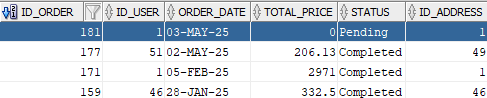 ID_ORDER ID_USER ORDER_DATE TOTAL_PRICE STATUS ID_ADDRESS
181 1 03-MAY-25 0 Pending 1
177 51 02-MAY-25 206.13 Completed 49
171 1 05-FEB-25 2971 Completed 1
159 46 28-JAN-25 332.5 Completed 46